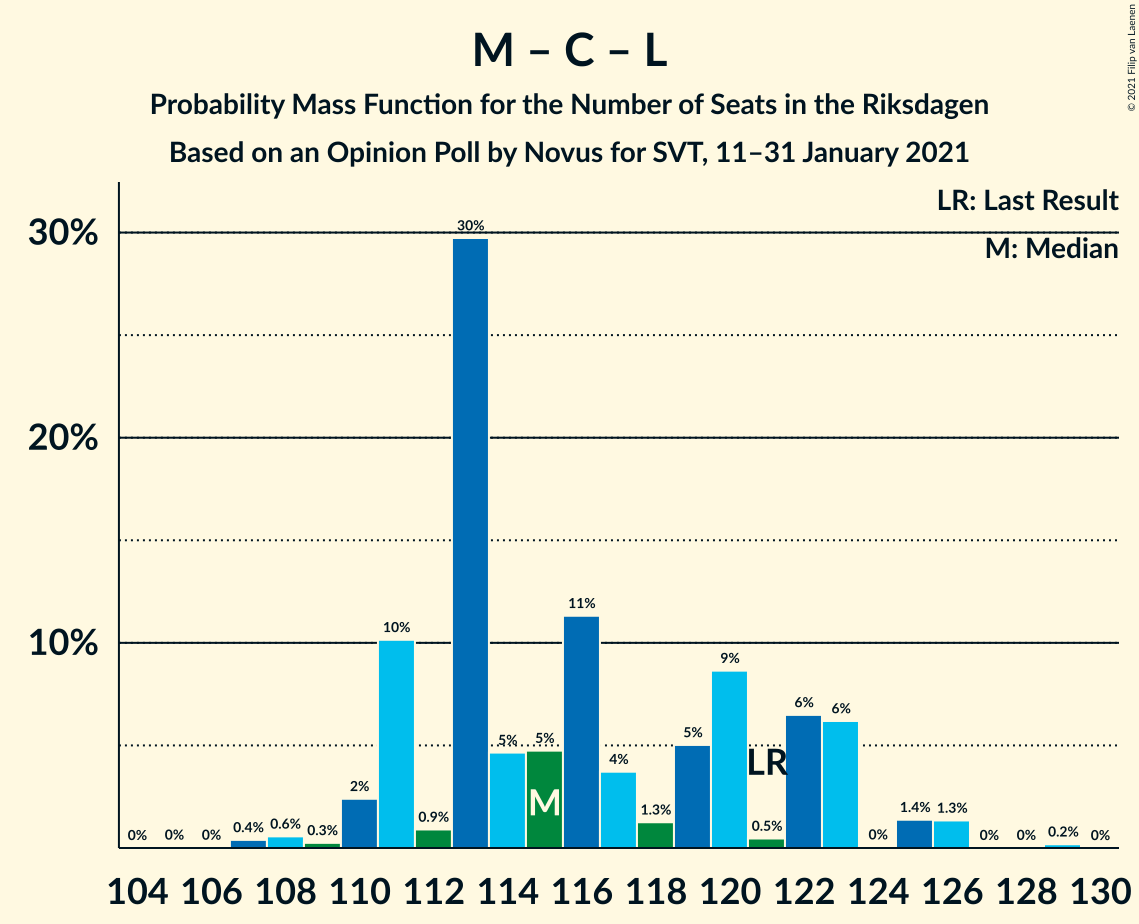 M – C – L
Probability Mass Function for the Number of Seats in the Riksdagen
Based on an Opinion Poll by Novus for SVT, 11–31 January 2021
© 2021 Filip van Laenen
LR: Last Result
M: Median
30%
20%
10%
0% 0% 0% 0.4% 0.6% 0.3% 2% 10% 0.9% 30% 5% 5% 11% 4% 1.3% 5% 9% 0.5% 6% 6% 0% 1.4% 1.3% 0% 0% 0.2% 0%
M
LR
104 106 108 110 112 114 116 118 120 122 124 126 128 130